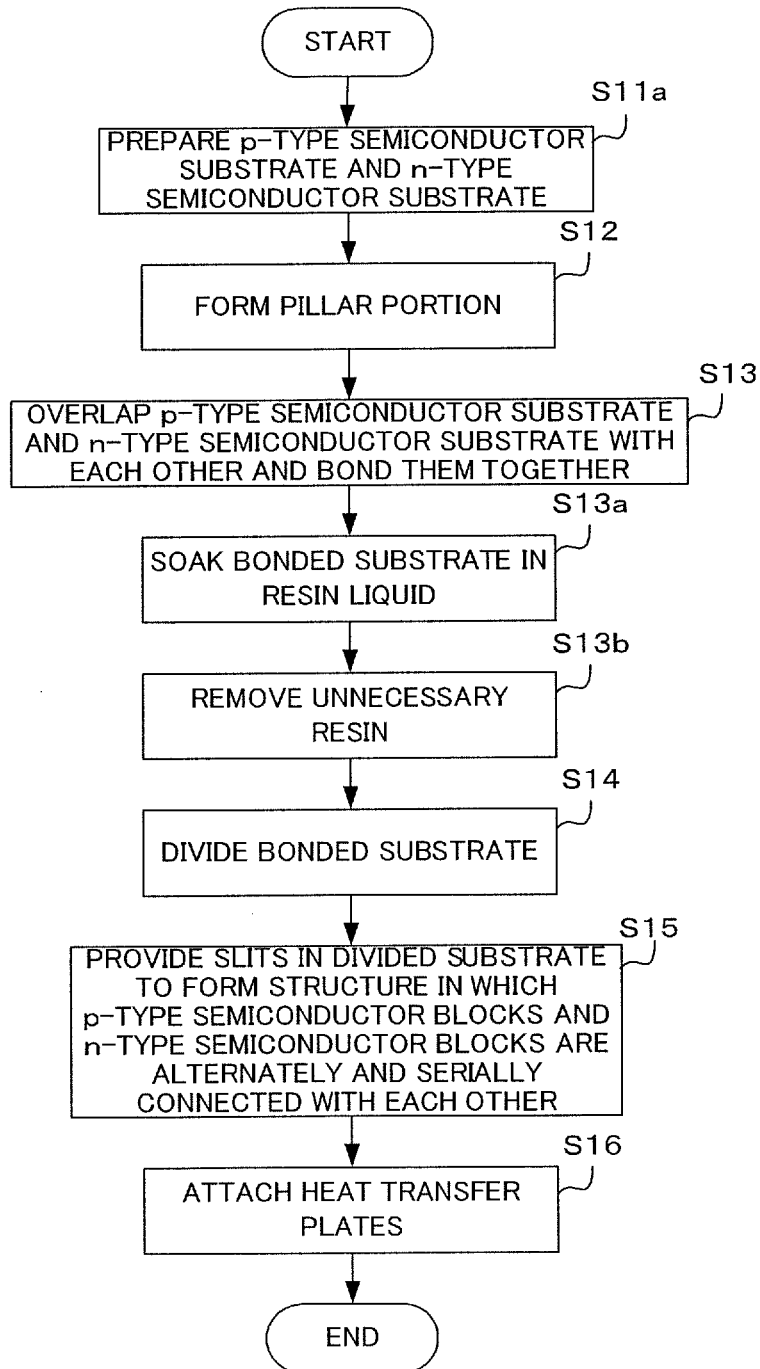 START
S11a
PREPARE p-TYPE SEMICONDUCTOR
SUBSTRATE AND n-TYPE
SEMICONDUCTOR SUBSTRATE
S12
FORM PILLAR PORTION
S13
OVERLAP p-TYPE SEMICONDUCTOR SUBSTRATE
AND n-TYPE SEMICONDUCTOR SUBSTRATE WITH
EACH OTHER AND BOND THEM TOGETHER
S13a
SOAK BONDED SUBSTRATE IN
RESIN LIQUID
S13b
REMOVE UNNECESSARY
RESIN
S14
DIVIDE BONDED SUBSTRATE
S15
PROVIDE SLITS IN DIVIDED SUBSTRATE
TO FORM STRUCTURE IN WHICH
p-TYPE SEMICONDUCTOR BLOCKS AND
n-TYPE SEMICONDUCTOR BLOCKS ARE
ALTERNATELY AND SERIALLY
CONNECTED WITH EACH OTHER
S16
ATTACH HEAT TRANSFER
PLATES
END